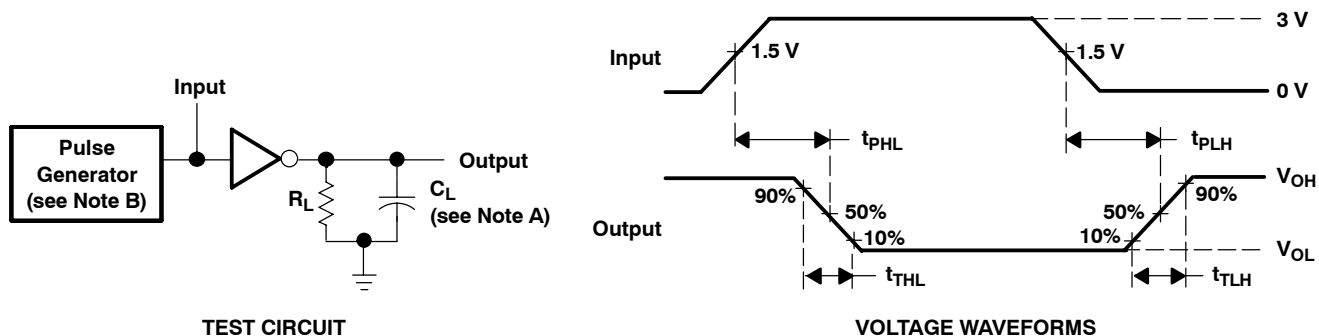 Input
Pulse
Generator
(see Note B)
Output
RL
CL
(see Note A)
TEST CIRCUIT
3 V
Input
1.5 V
1.5 V
0 V
tPHL
tPLH
Output
90%
50%
10%
50%
10%
90%
VOH
VOL
tTHL
tTLH
VOLTAGE WAVEFORMS